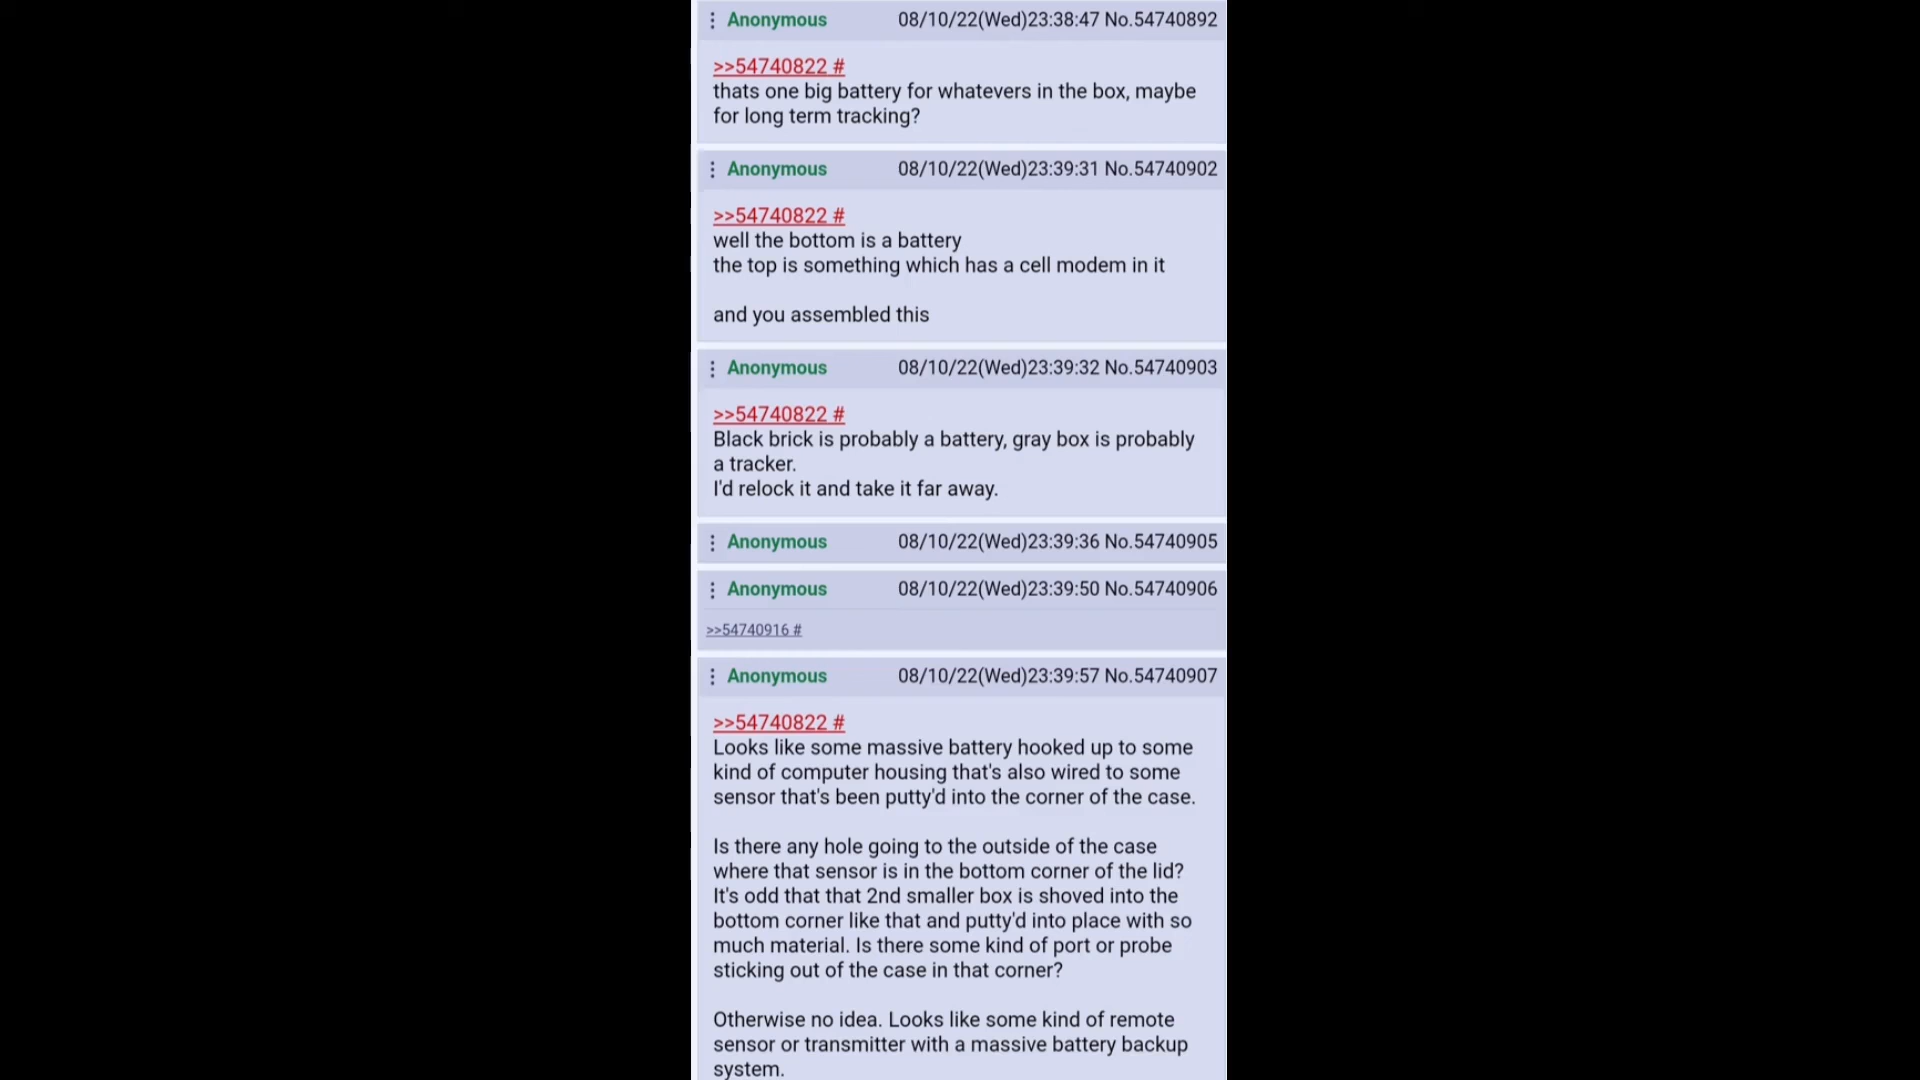 Anonymous 08/10/22(Wed)23:38:47 No.54740892
>>54740822 #
thats one big battery for whatevers in the box, maybe
for long term tracking?
Anonymous 08/10/22(Wed)23:39:31 No.54740902
>>54740822 #
well the bottom is a battery
the top is something which has a cell modem in it
and you assembled this
Anonymous 08/10/22(Wed)23:39:32 No.54740903
>>54740822 #
Black brick is probably a battery, gray box is probably
a tracker.
I'd relock it and take it far away.
Anonymous 08/10/22(Wed)23:39:36 No.54740905
Anonymous 08/10/22(Wed)23:39:50 No.54740906
>>54740916 #
Anonymous 08/10/22(Wed)23:39:57 No.54740907
>>54740822 #
Looks like some massive battery hooked up to some
kind of computer housing that's also wired to some
sensor that's been putty'd into the corner of the case.
Is there any hole going to the outside of the case
where that sensor is in the bottom corner of the lid?
It's odd that that 2nd smaller box is shoved into the
bottom corner like that and putty'd into place with so
much material. Is there some kind of port or probe
sticking out of the case in that corner?
Otherwise no idea. Looks like some kind of remote
sensor or transmitter with a massive battery backup
system.